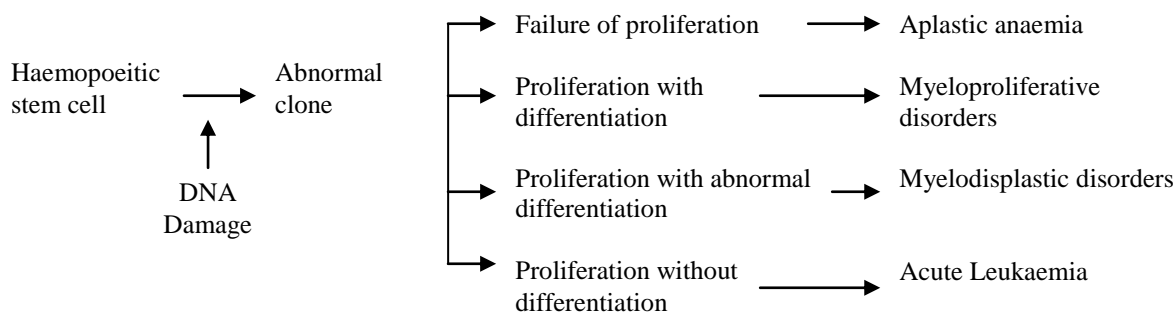 Haemopoeitic
stem cell
DNA
Damage
Abnormal
clone
Failure of proliferation
Aplastic anaemia
Proliferation with
differentiation
Myeloproliferative
disorders
Proliferation with abnormal
differentiation
Myelodisplastic disorders
Proliferation without
differentiation
Acute Leukaemia